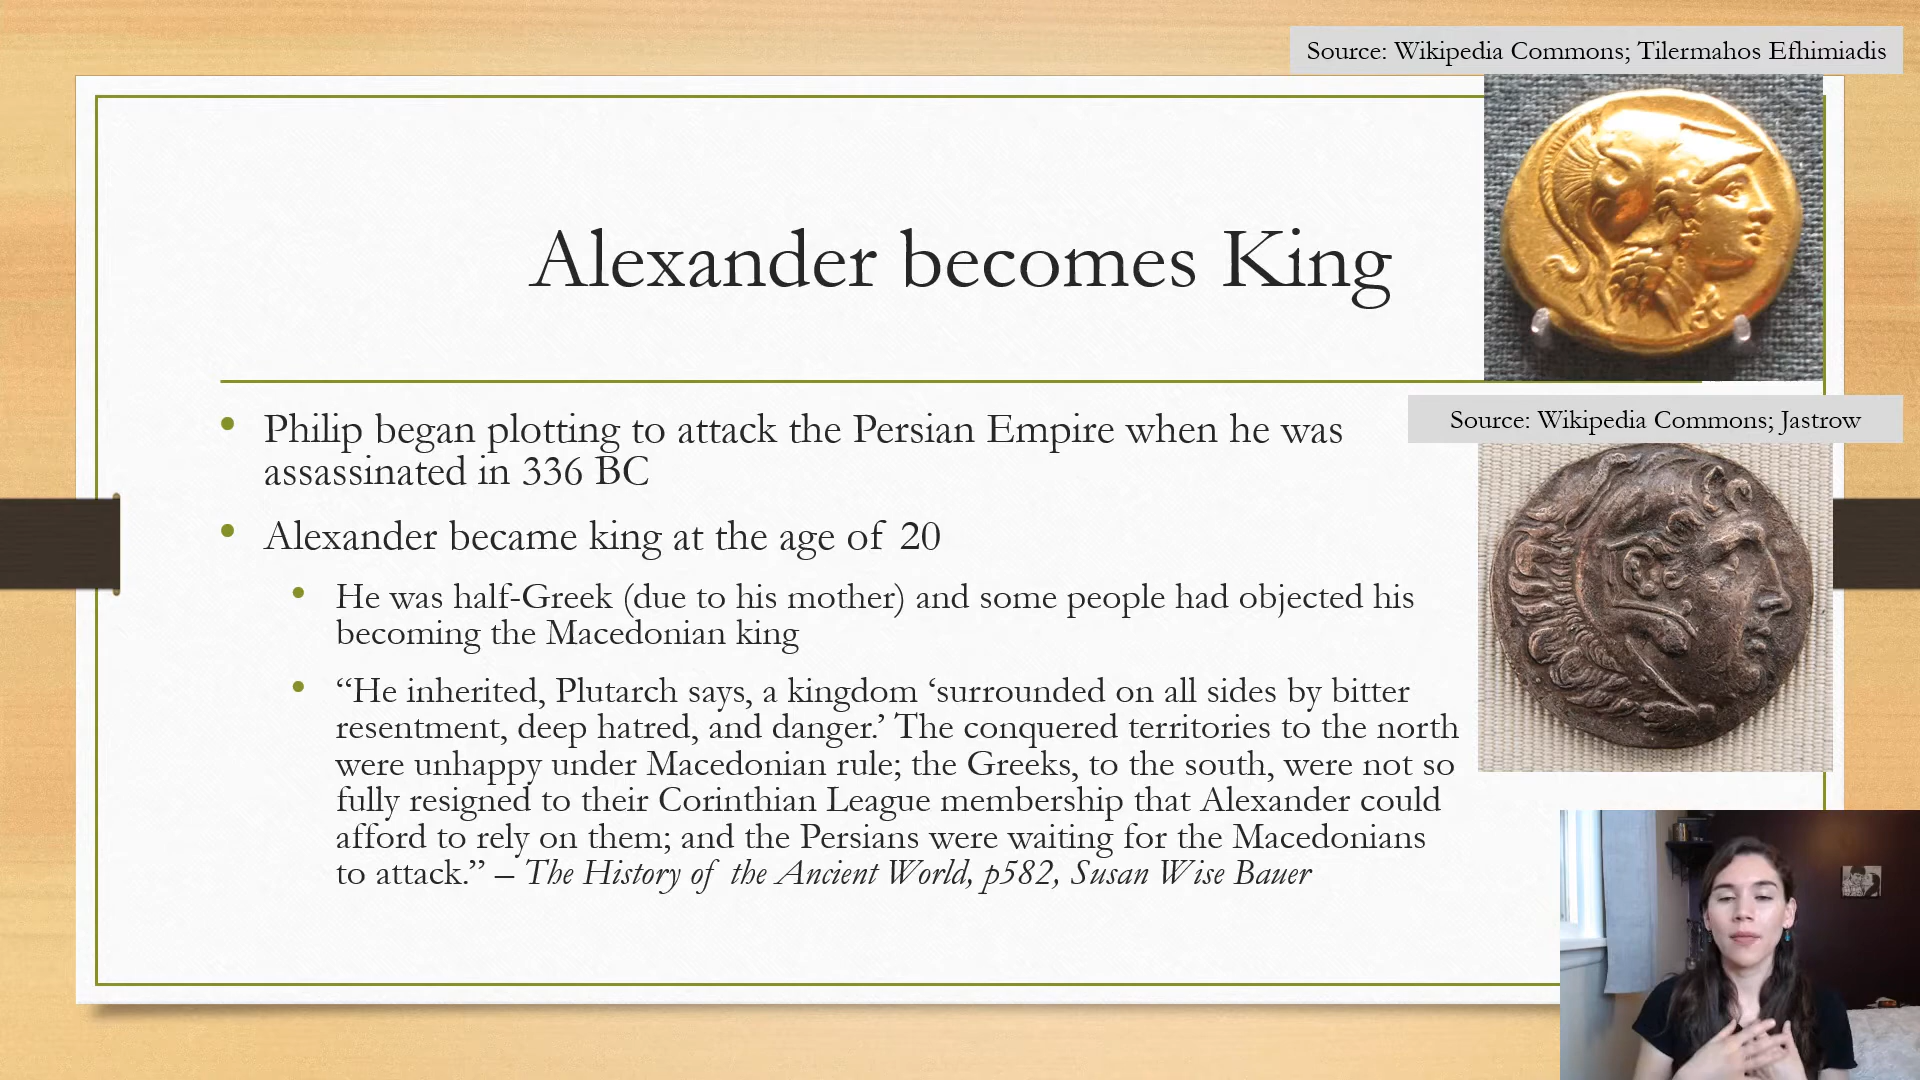 Source: Wikipedia Commons; Tilermahos Efhimiadis
Alexander becomes King
Source: Wikipedia Commons; Jastrow
• Philip began plotting to attack the Persian Empire when he was
assassinated in 336 BC
• Alexander became king at the age of 20
• He was half-Greek (due to his mother) and some people had objected his
becoming the Macedonian king
• “He inherited, Plutarch says, a kingdom ‘surrounded on all sides by bitter
resentment, deep hatred, and danger.’ The conquered territories to the north
were unhappy under Macedonian rule; the Greeks, to the south, were not so
fully resigned to their Corinthian League membership that Alexander could
afford to rely on them; and the Persians were waiting for the Macedonians
to attack.” – The History of the Ancient World, p582, Susan Wise Bauer